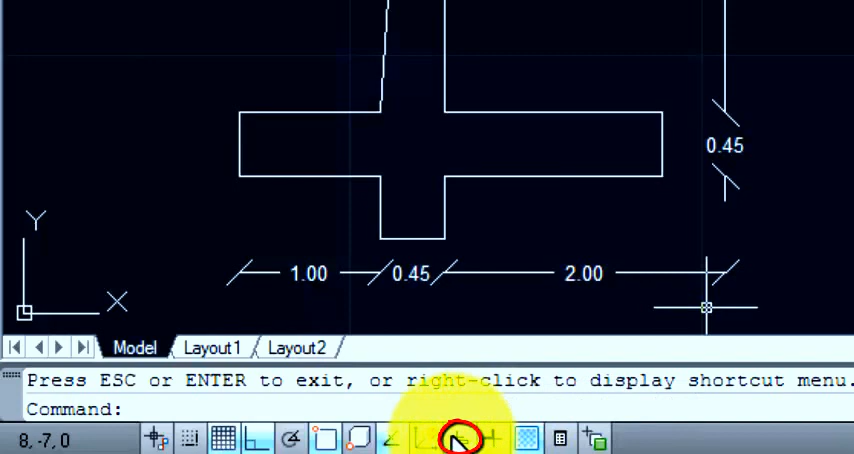 0.45
Y
1.00 0.45 2.00
X
Model Layout1 Layout2
Press ESC or ENTER to exit, or right-click to display shortcut menu.
Command:
8, -7, 0